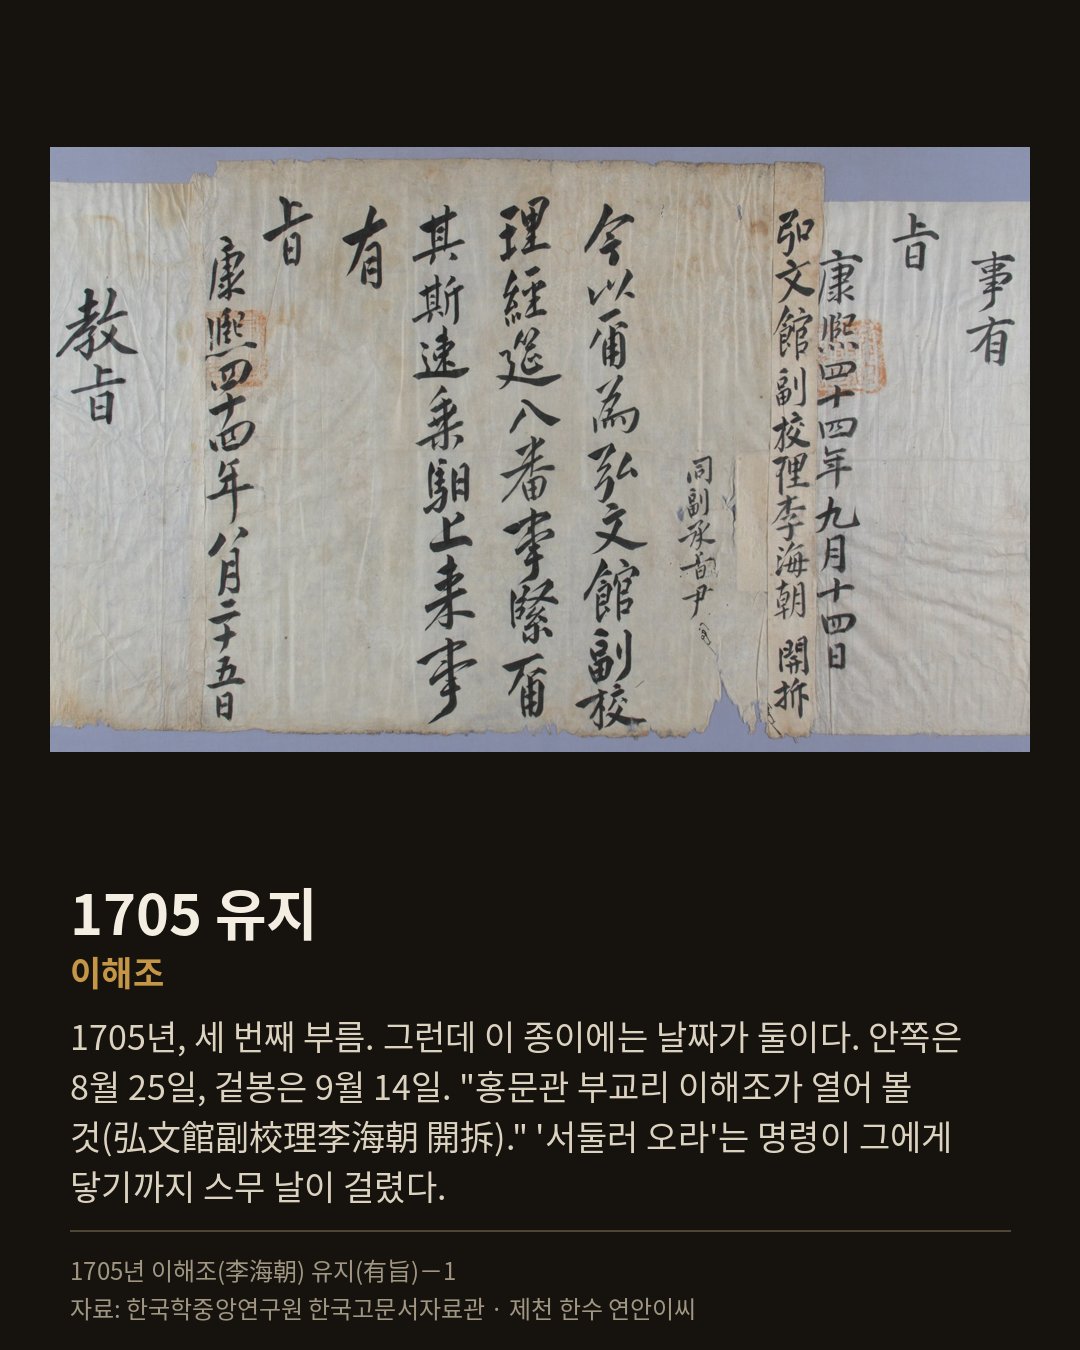 事有
旨
康熙四十四年九月十四日
弘文館副校理李海朝 開拆
同副承旨尹
今以爾為弘文館副校
理經筵八番事緊爾
其斯速乘馹上來事
有
旨
康熙四十四年八月二十五日
教旨
1705 유지
이해조
1705년, 세 번째 부름. 그런데 이 종이에는 날짜가 둘이다. 안쪽은
8월 25일, 겉봉은 9월 14일. "홍문관 부교리 이해조가 열어 볼
것(弘文館副校理李海朝 開拆)." '서둘러 오라'는 명령이 그에게
닿기까지 스무 날이 걸렸다.
1705년 이해조(李海朝) 유지(有旨)－1
자료: 한국학중앙연구원 한국고문서자료관 · 제천 한수 연안이씨